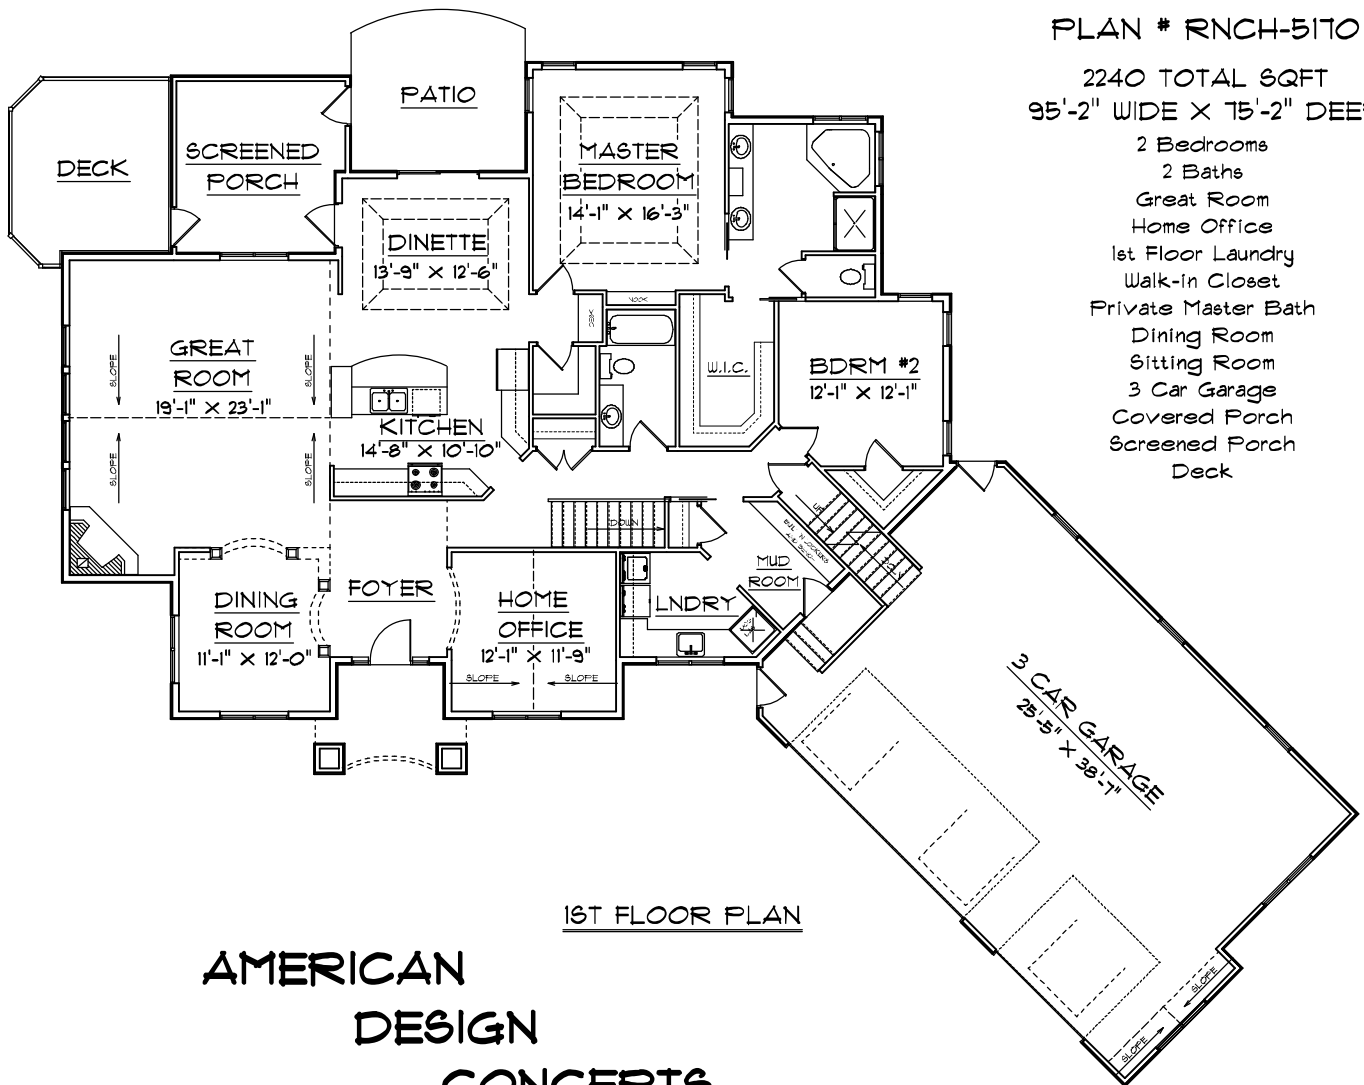 PLAN # RNCH-5170
2240 TOTAL SQFT
95'-2" WIDE X 75'-2" DEE
2 Bedrooms
2 Baths
Great Room
Home Office
1st Floor Laundry
Walk-in Closet
Private Master Bath
Dining Room
Sitting Room
3 Car Garage
Covered Porch
Screened Porch
Deck
PATIO
DECK
SCREENED
PORCH
MASTER
BEDROOM
14'-1" X 16'-3"
DINETTE
13'-9" X 12'-6"
NOOK
DESK
GREAT
ROOM
19'-1" X 23'-1"
SLOPE
SLOPE
SLOPE
SLOPE
KITCHEN
14'-8" X 10'-10"
W.I.C.
BDRM #2
12'-1" X 12'-1"
DOWN
UP
MUD
ROOM
LNDRY
FOYER
DINING
ROOM
11'-1" X 12'-0"
HOME
OFFICE
12'-1" X 11'-9"
SLOPE
SLOPE
3 CAR GARAGE
25'-5" X 38'-7"
SLOPE
SLOPE
1ST FLOOR PLAN
AMERICAN
DESIGN
CONCEPTS